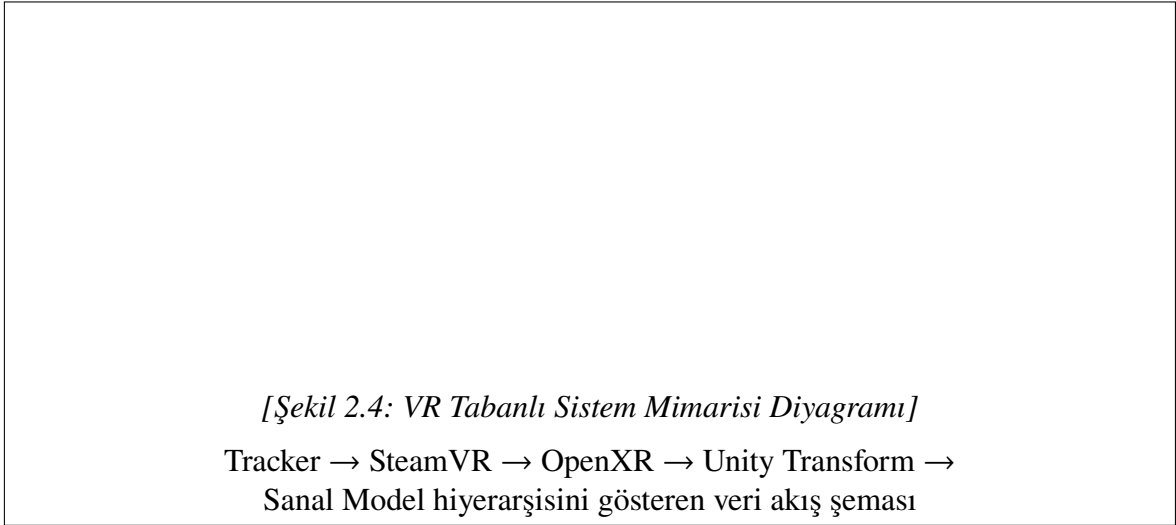 [Şekil 2.4: VR Tabanlı Sistem Mimarisi Diyagramı]
Tracker → SteamVR → OpenXR → Unity Transform →
Sanal Model hiyerarşisini gösteren veri akış şeması